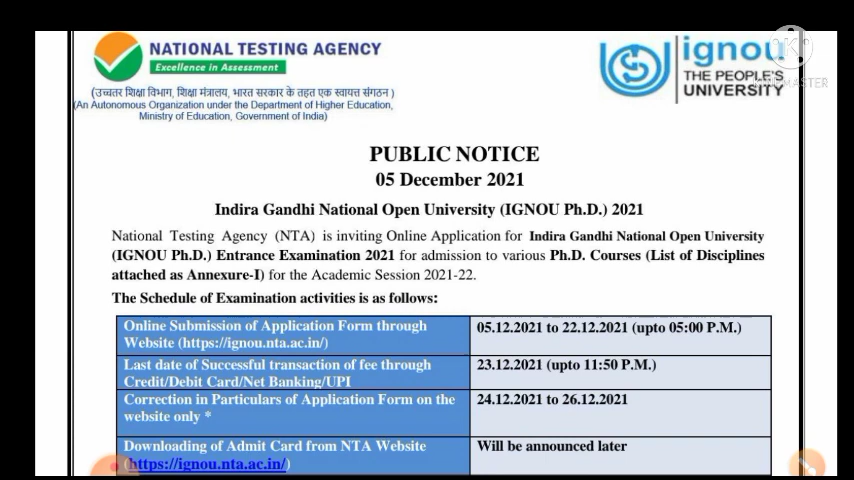 NATIONAL TESTING AGENCY
Excellence in Assessment
(उच्चतर शिक्षा विभाग, शिक्षा मंत्रालय, भारत सरकार के तहत एक स्वायत्त संगठन )
(An Autonomous Organization under the Department of Higher Education,
Ministry of Education, Government of India)
ignou
THE PEOPLE'S
UNIVERSITY
PUBLIC NOTICE
05 December 2021
Indira Gandhi National Open University (IGNOU Ph.D.) 2021
National Testing Agency (NTA) is inviting Online Application for Indira Gandhi National Open University
(IGNOU Ph.D.) Entrance Examination 2021 for admission to various Ph.D. Courses (List of Disciplines
attached as Annexure-I) for the Academic Session 2021-22.
The Schedule of Examination activities is as follows:
Online Submission of Application Form through
Website (https://ignou.nta.ac.in/)
05.12.2021 to 22.12.2021 (upto 05:00 P.M.)
Last date of Successful transaction of fee through
Credit/Debit Card/Net Banking/UPI
23.12.2021 (upto 11:50 P.M.)
Correction in Particulars of Application Form on the
website only *
24.12.2021 to 26.12.2021
Downloading of Admit Card from NTA Website
(https://ignou.nta.ac.in/)
Will be announced later